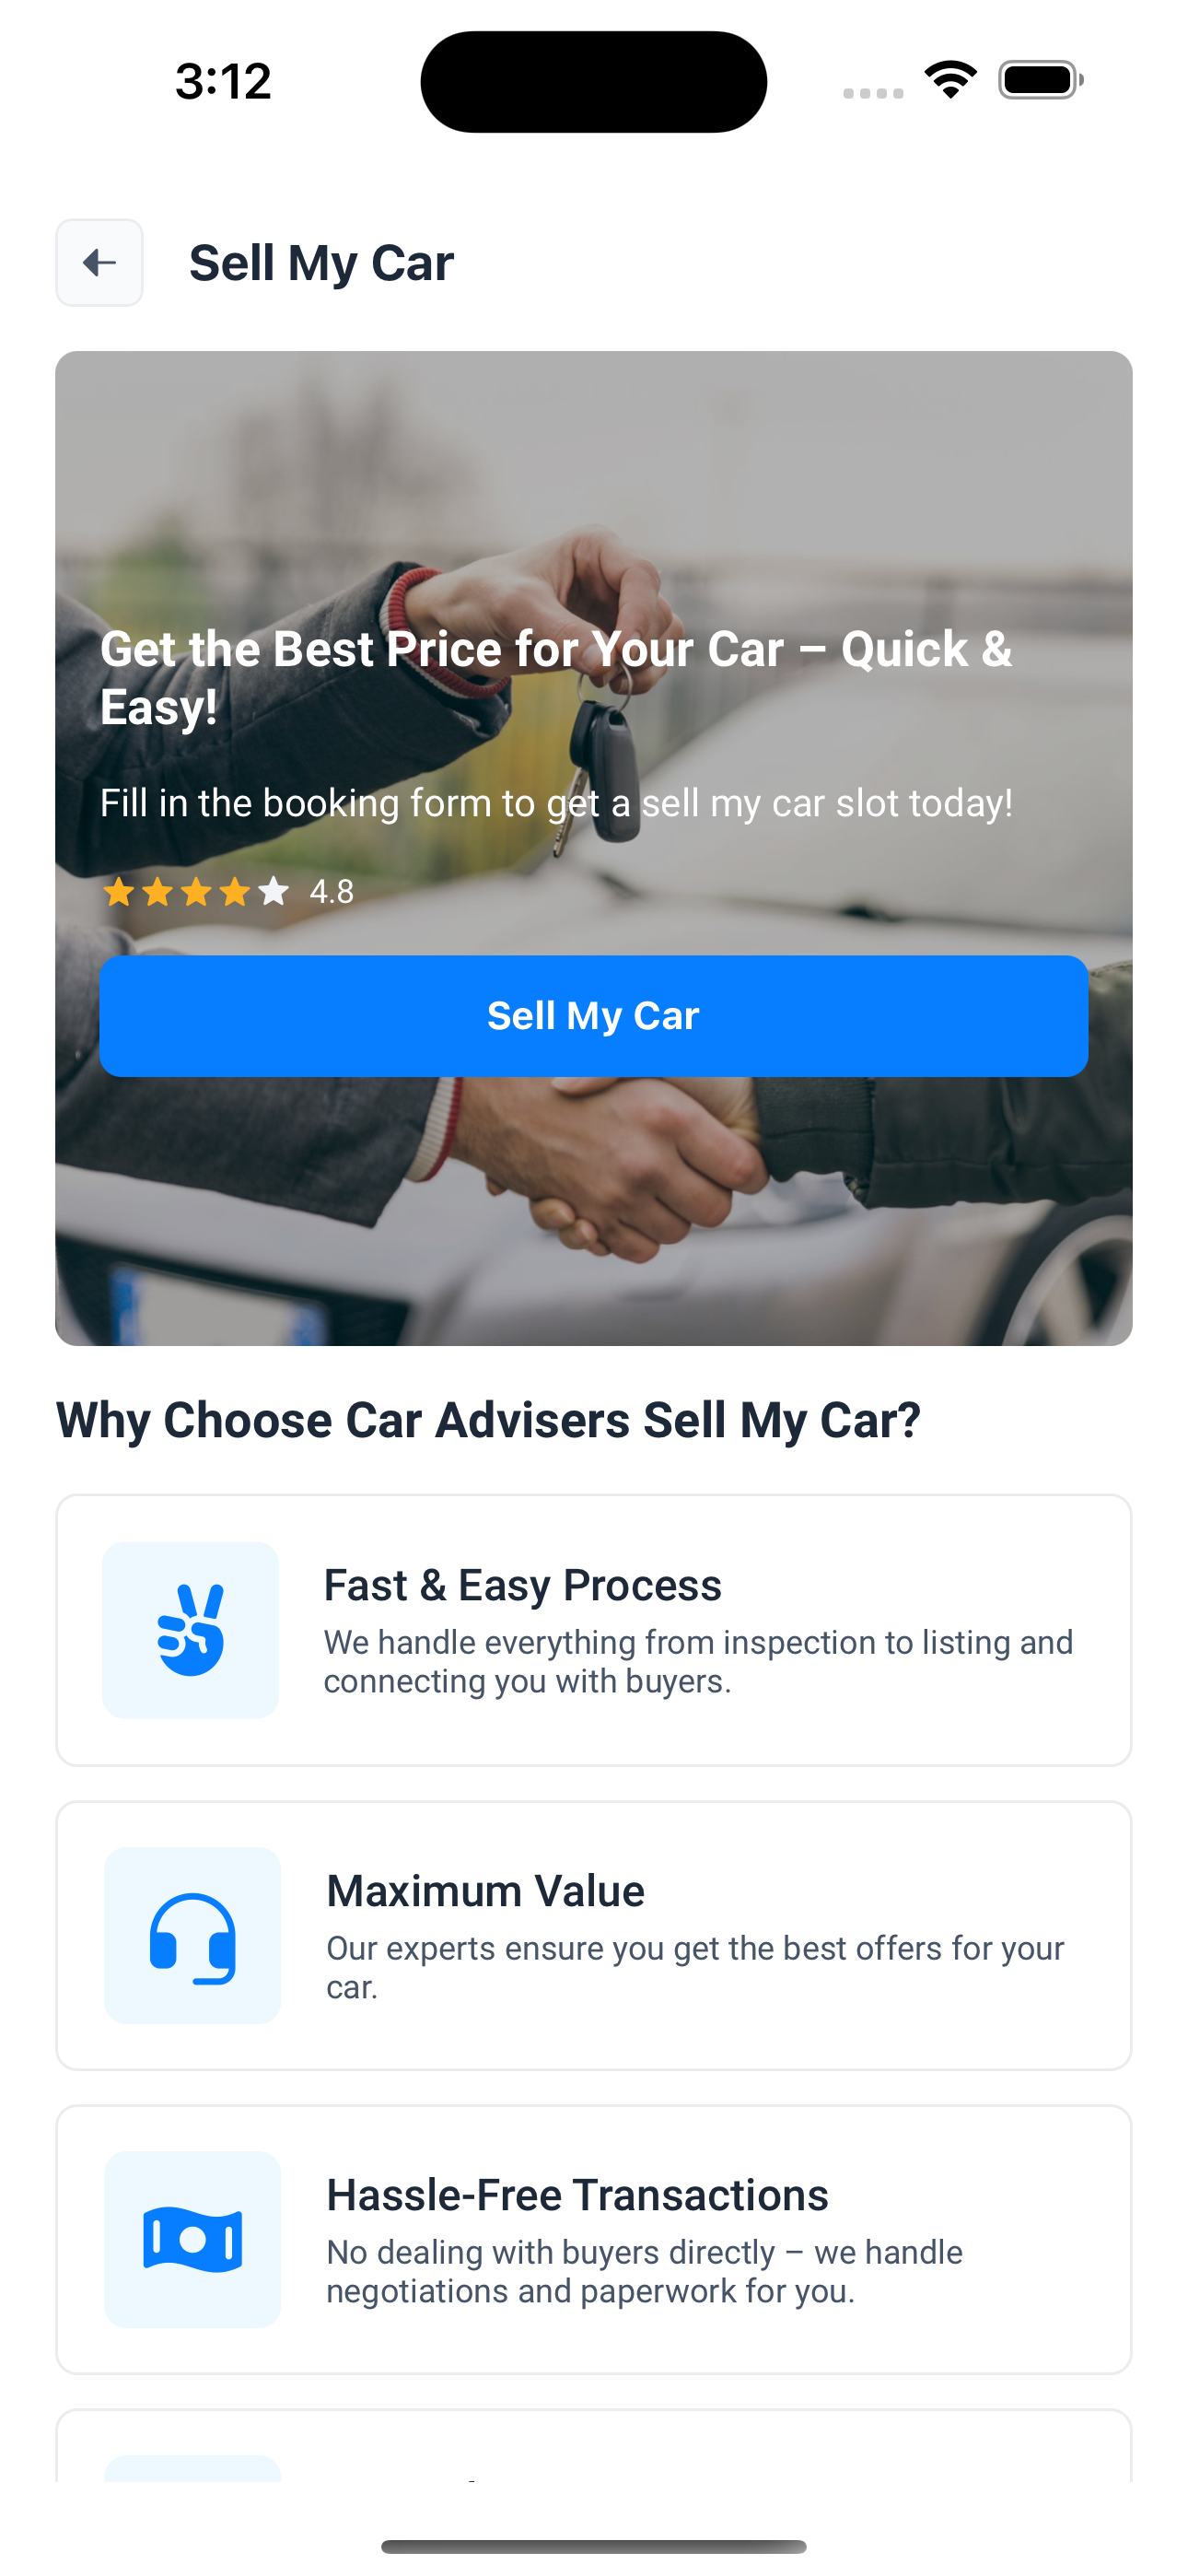 3:12
Sell My Car
Get the Best Price for Your Car – Quick &
Easy!
Fill in the booking form to get a sell my car slot today!
4.8
Sell My Car
Why Choose Car Advisers Sell My Car?
Fast & Easy Process
We handle everything from inspection to listing and
connecting you with buyers.
Maximum Value
Our experts ensure you get the best offers for your
car.
Hassle-Free Transactions
No dealing with buyers directly – we handle
negotiations and paperwork for you.